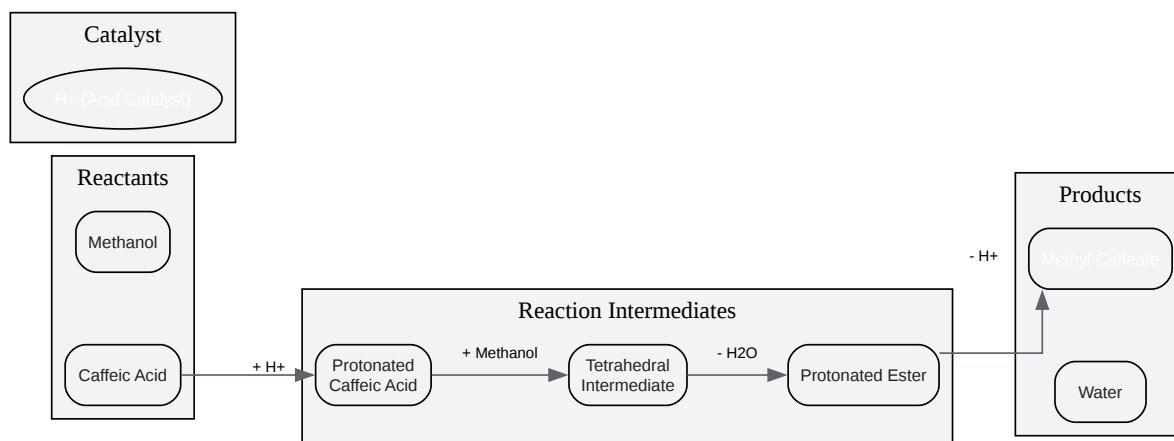 Catalyst
H+ (Acid Catalyst)
Reactants
Methanol
Caffeic Acid
+ H+
Reaction Intermediates
Protonated
Caffeic Acid
+ Methanol
Tetrahedral
Intermediate
- H2O
Protonated Ester
- H+
Products
Methyl Caffeate
Water